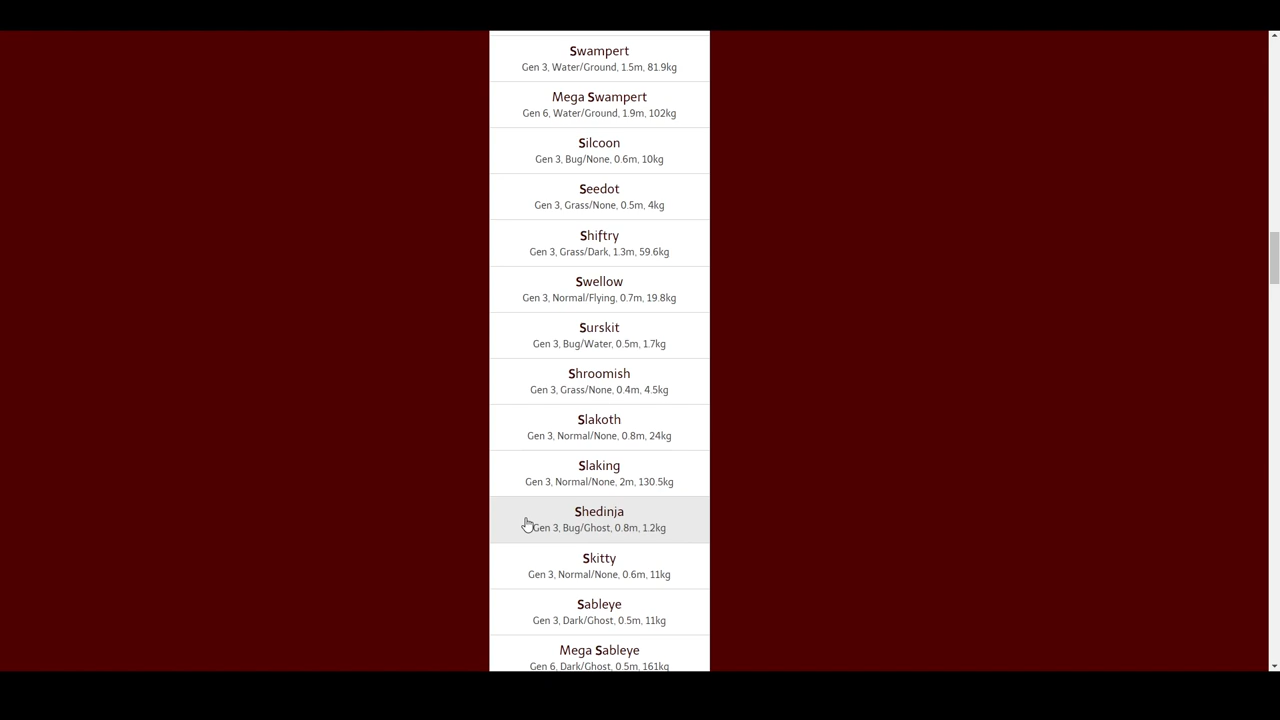 Swampert
Gen 3, Water/Ground, 1.5m, 81.9kg
Mega Swampert
Gen 6, Water/Ground, 1.9m, 102kg
Silcoon
Gen 3, Bug/None, 0.6m, 10kg
Seedot
Gen 3, Grass/None, 0.5m, 4kg
Shiftry
Gen 3, Grass/Dark, 1.3m, 59.6kg
Swellow
Gen 3, Normal/Flying, 0.7m, 19.8kg
Surskit
Gen 3, Bug/Water, 0.5m, 1.7kg
Shroomish
Gen 3, Grass/None, 0.4m, 4.5kg
Slakoth
Gen 3, Normal/None, 0.8m, 24kg
Slaking
Gen 3, Normal/None, 2m, 130.5kg
Shedinja
Gen 3, Bug/Ghost, 0.8m, 1.2kg
Skitty
Gen 3, Normal/None, 0.6m, 11kg
Sableye
Gen 3, Dark/Ghost, 0.5m, 11kg
Mega Sableye
Gen 6, Dark/Ghost, 0.5m, 161kg